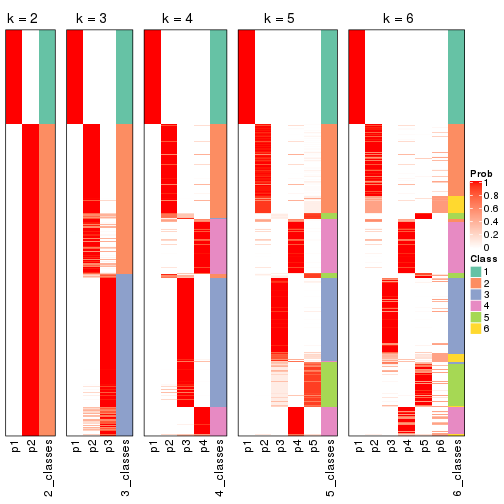 k = 2
k = 3
k = 4
k = 5
k = 6
p1
p2
2_classes
p1
p2
p3
3_classes
p1
p2
p3
p4
4_classes
p1
p2
p3
p4
p5
5_classes
p1
p2
p3
p4
p5
p6
6_classes
Prob
1
0.8
0.6
0.4
0.2
0
Class
1
2
3
4
5
6